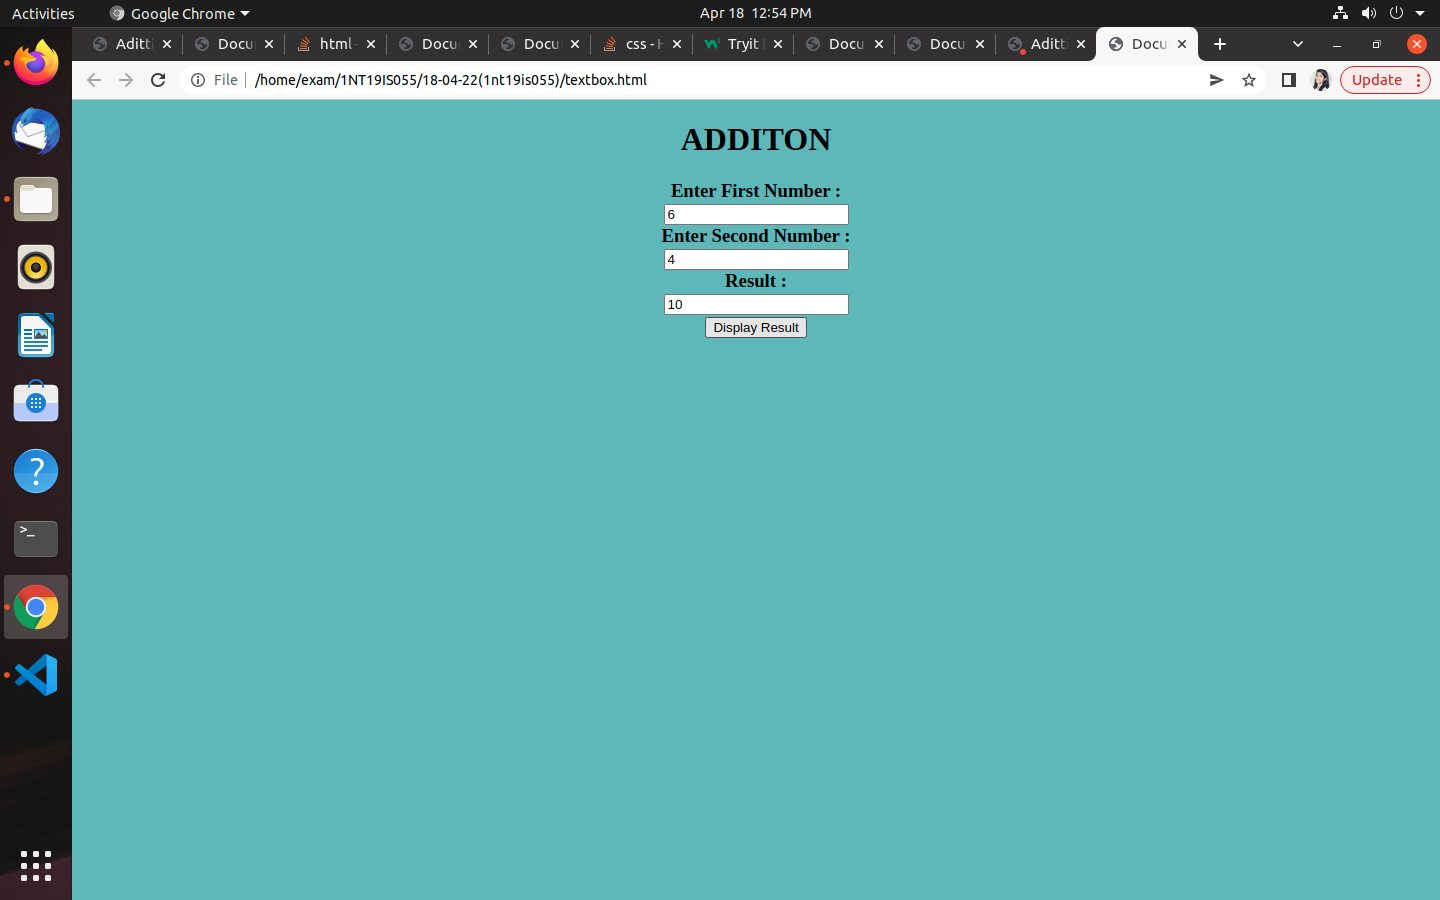 Activities
Google Chrome
Apr 18 12:54 PM
Aditt
Docu
html -
Docu
Docu
css - H
Tryit
Docu
Docu
Aditt
Docu
File
/home/exam/1NT19IS055/18-04-22(1nt19is055)/textbox.html
Update
ADDITON
Enter First Number :
6
Enter Second Number :
4
Result :
10
Display Result